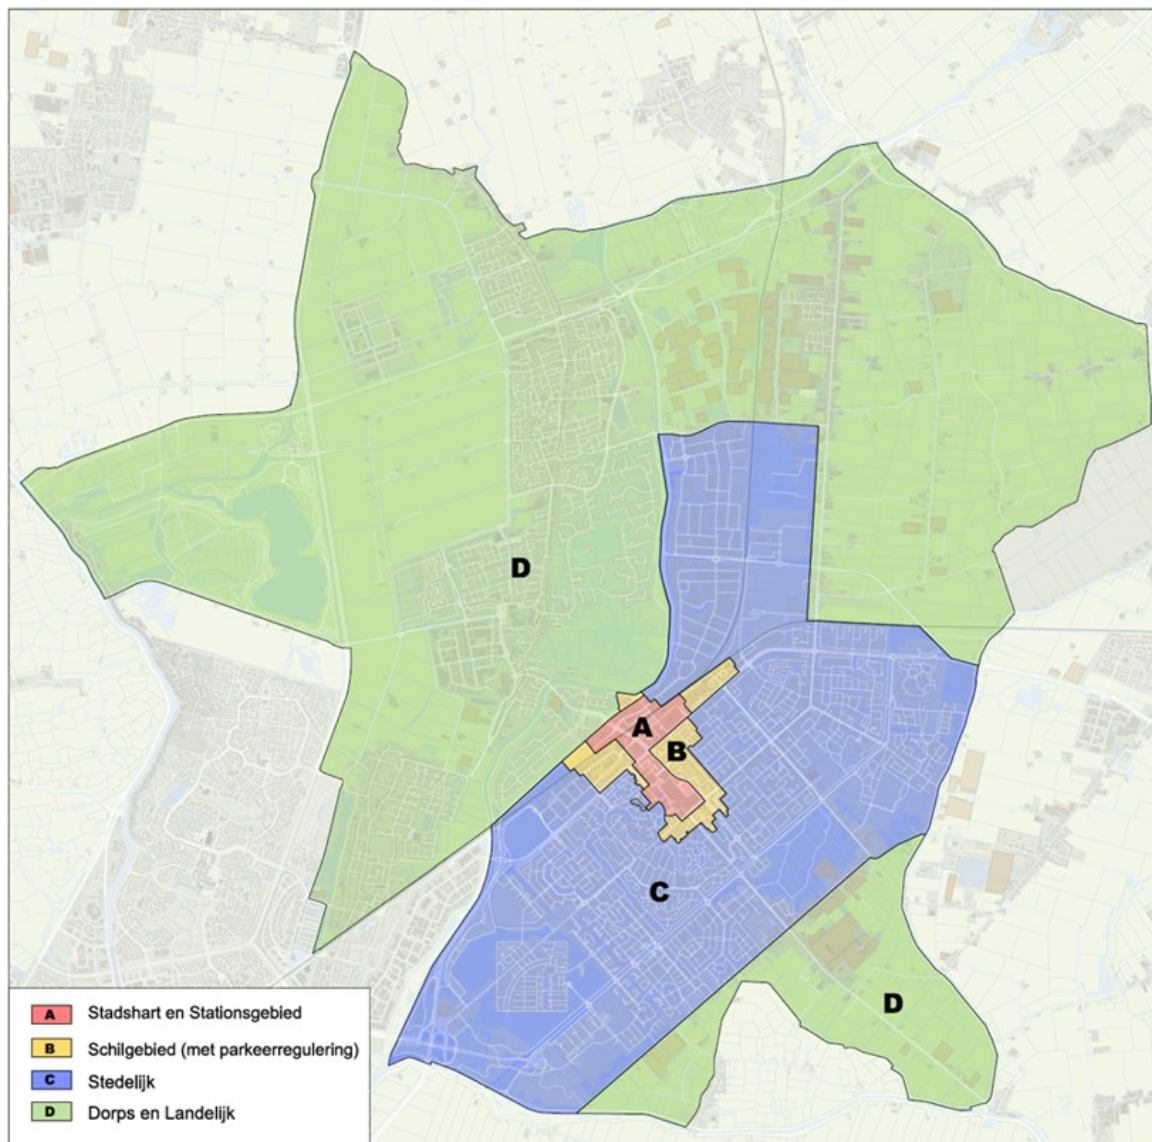 D
A
B
C
D
A Stadshart en Stationsgebied
B Schilgebied (met parkeerregulering)
C Stedelijk
D Dorps en Landelijk